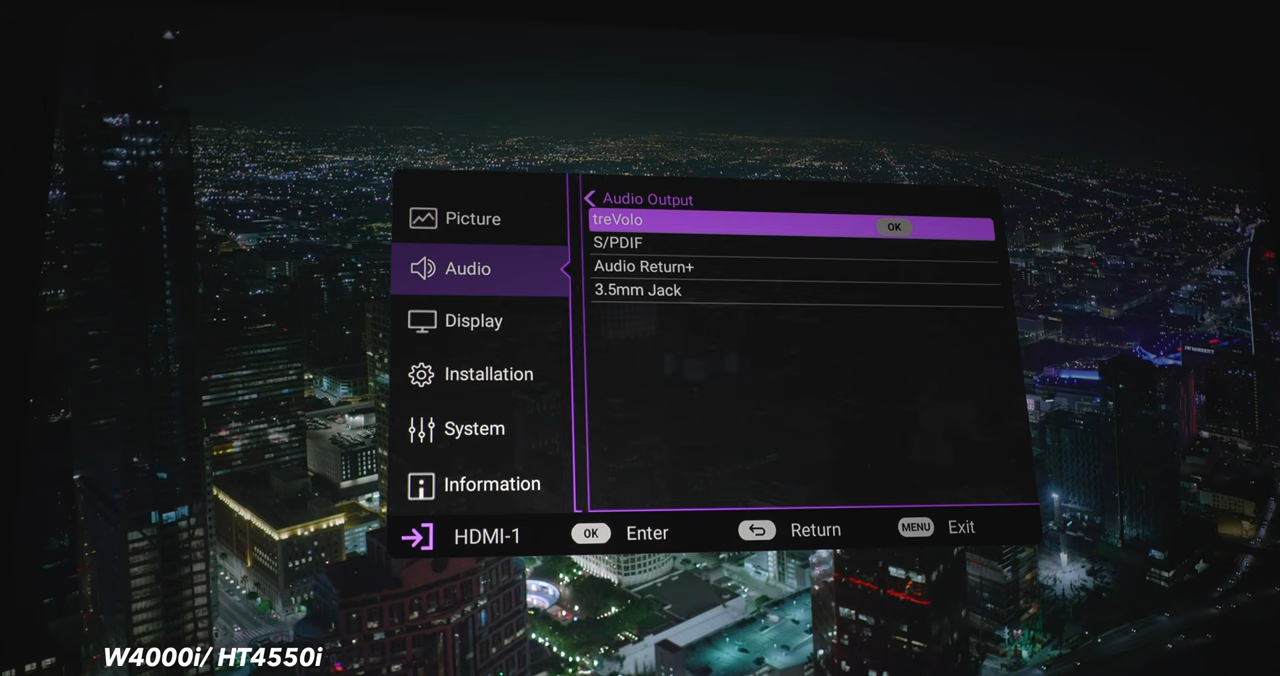 Picture
Audio
Display
Installation
System
Information
Audio Output
treVolo OK
S/PDIF
Audio Return+
3.5mm Jack
HDMI-1
OK Enter
Return
MENU Exit
W4000i/ HT4550i